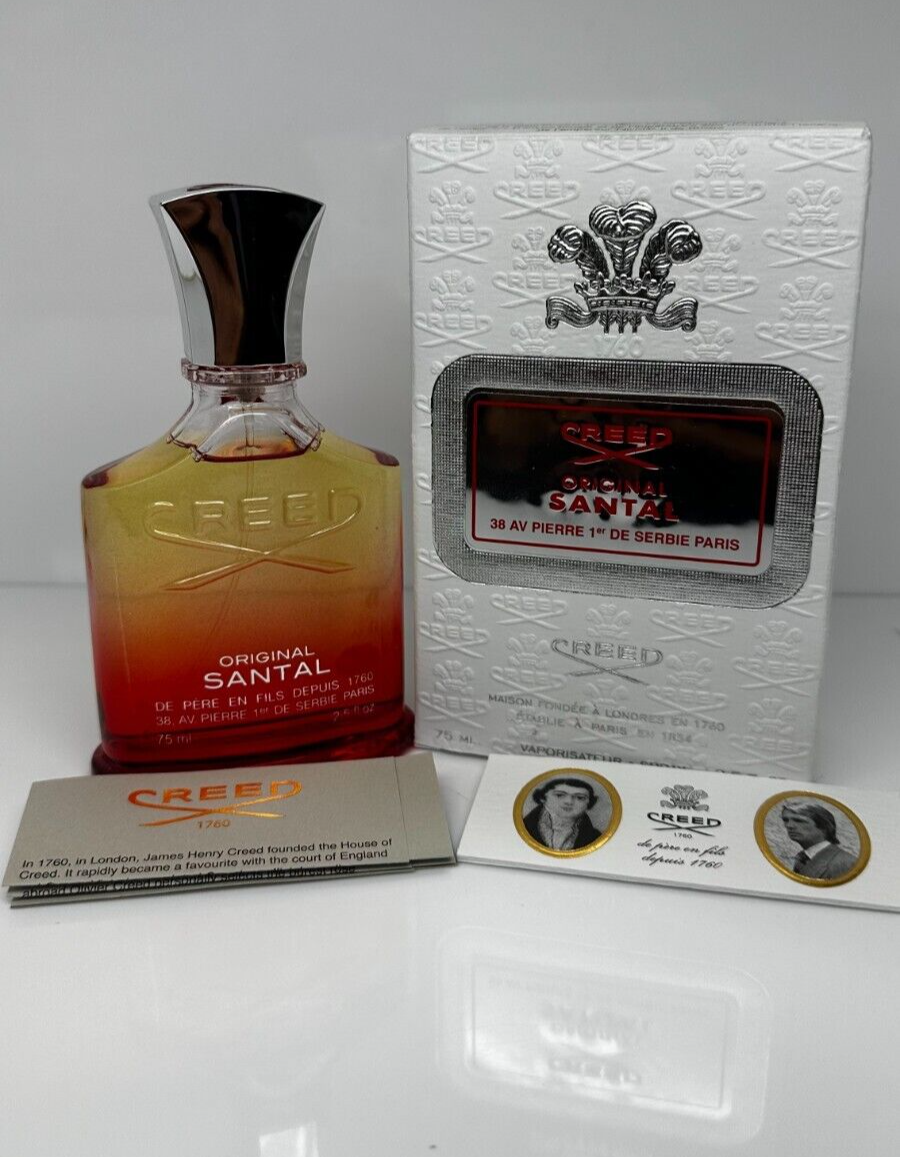 CREED
ORIGINAL
SANTAL
DE PÈRE EN FILS DEPUIS 1760
38, AV PIERRE 1er DE SERBIE PARIS
75 ml 2.5 fl oz
1760
CREED
ORIGINAL
SANTAL
38 AV PIERRE 1er DE SERBIE PARIS
CREED
MAISON FONDÉE À LONDRES EN 1760
ÉTABLIE À PARIS EN 1854
75 ML.
VAPORISATEUR
CREED
1760
In 1760, in London, James Henry Creed founded the House of
Creed. It rapidly became a favourite with the court of England
CREED
1760
de père en fils
depuis 1760